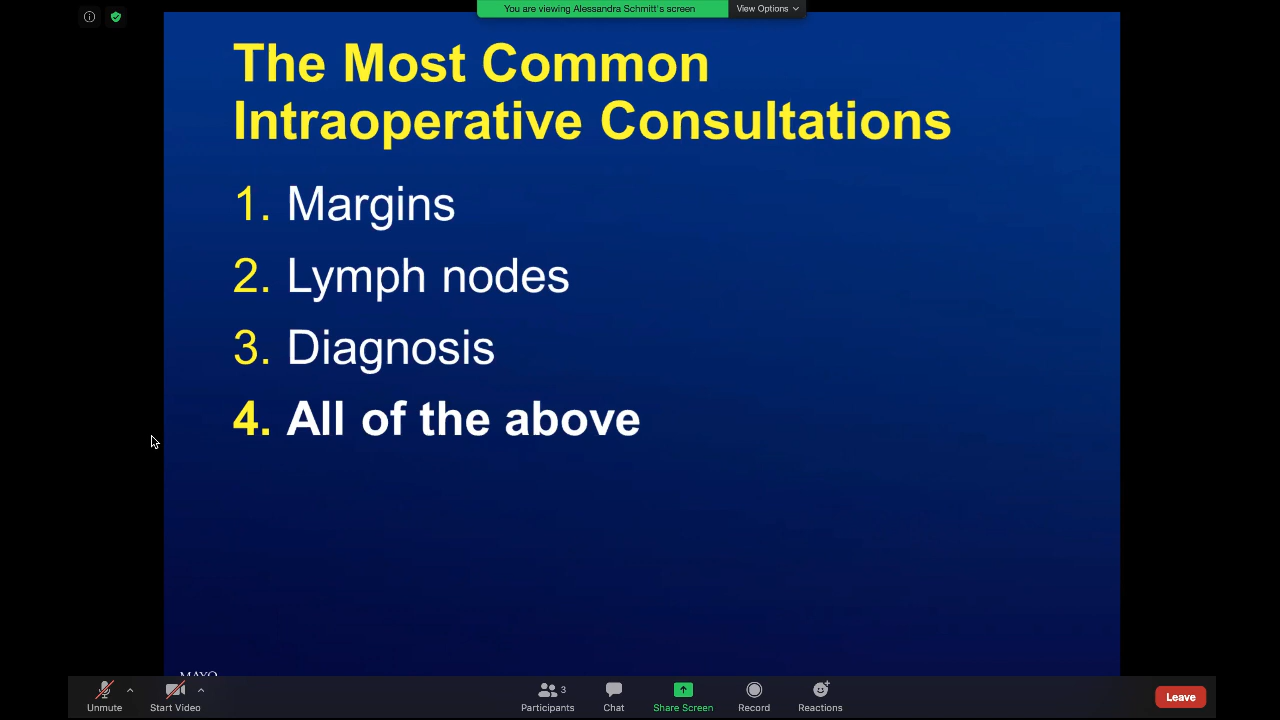 You are viewing Alessandra Schmitt's screen
View Options
The Most Common
Intraoperative Consultations
1. Margins
2. Lymph nodes
3. Diagnosis
4. All of the above
MAYO
Unmute
Start Video
Participants
3
Chat
Share Screen
Record
Reactions
Leave